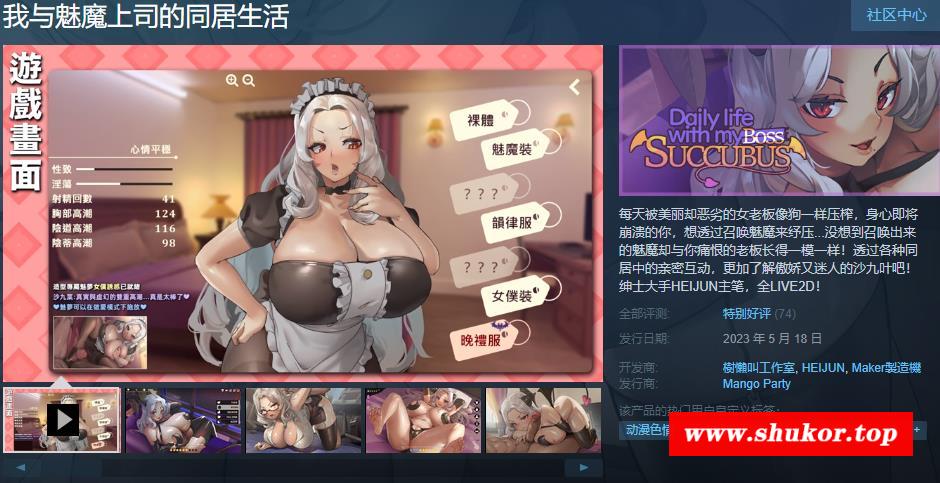 我与魅魔上司的同居生活
社区中心
遊戲畫面
心情平穩
性致
淫蕩
射精回數 41
胸部高潮 124
陰道高潮 116
陰蒂高潮 98
造型專屬魅夢女僕誘惑已就緒
沙九菜:真實與虛幻的雙重高潮...真是太棒了♥
♥魅夢可以在做愛模式下施放♥
裸體
魅魔裝
? ? ?
韻律服
? ? ?
女僕裝
晚禮服
Daily life
with my Boss
SUCCUBUS
每天被美丽却恶劣的女老板像狗一样压榨，身心即将
崩溃的你，想透过召唤魅魔来纾压...没想到召唤出来
的魅魔却与你痛恨的老板长得一模一样！透过各种同
居中的亲密互动，更加了解傲娇又迷人的沙九叶吧！
绅士大手HEIJUN主笔，全LIVE2D！
全部评测: 特别好评 (74)
发行日期: 2023 年 5 月 18 日
开发商: 樹懶叫工作室, HEIJUN, Maker製造機
发行商: Mango Party
该产品的热门用户自定义标签:
动漫色情
+
www.shukor.top